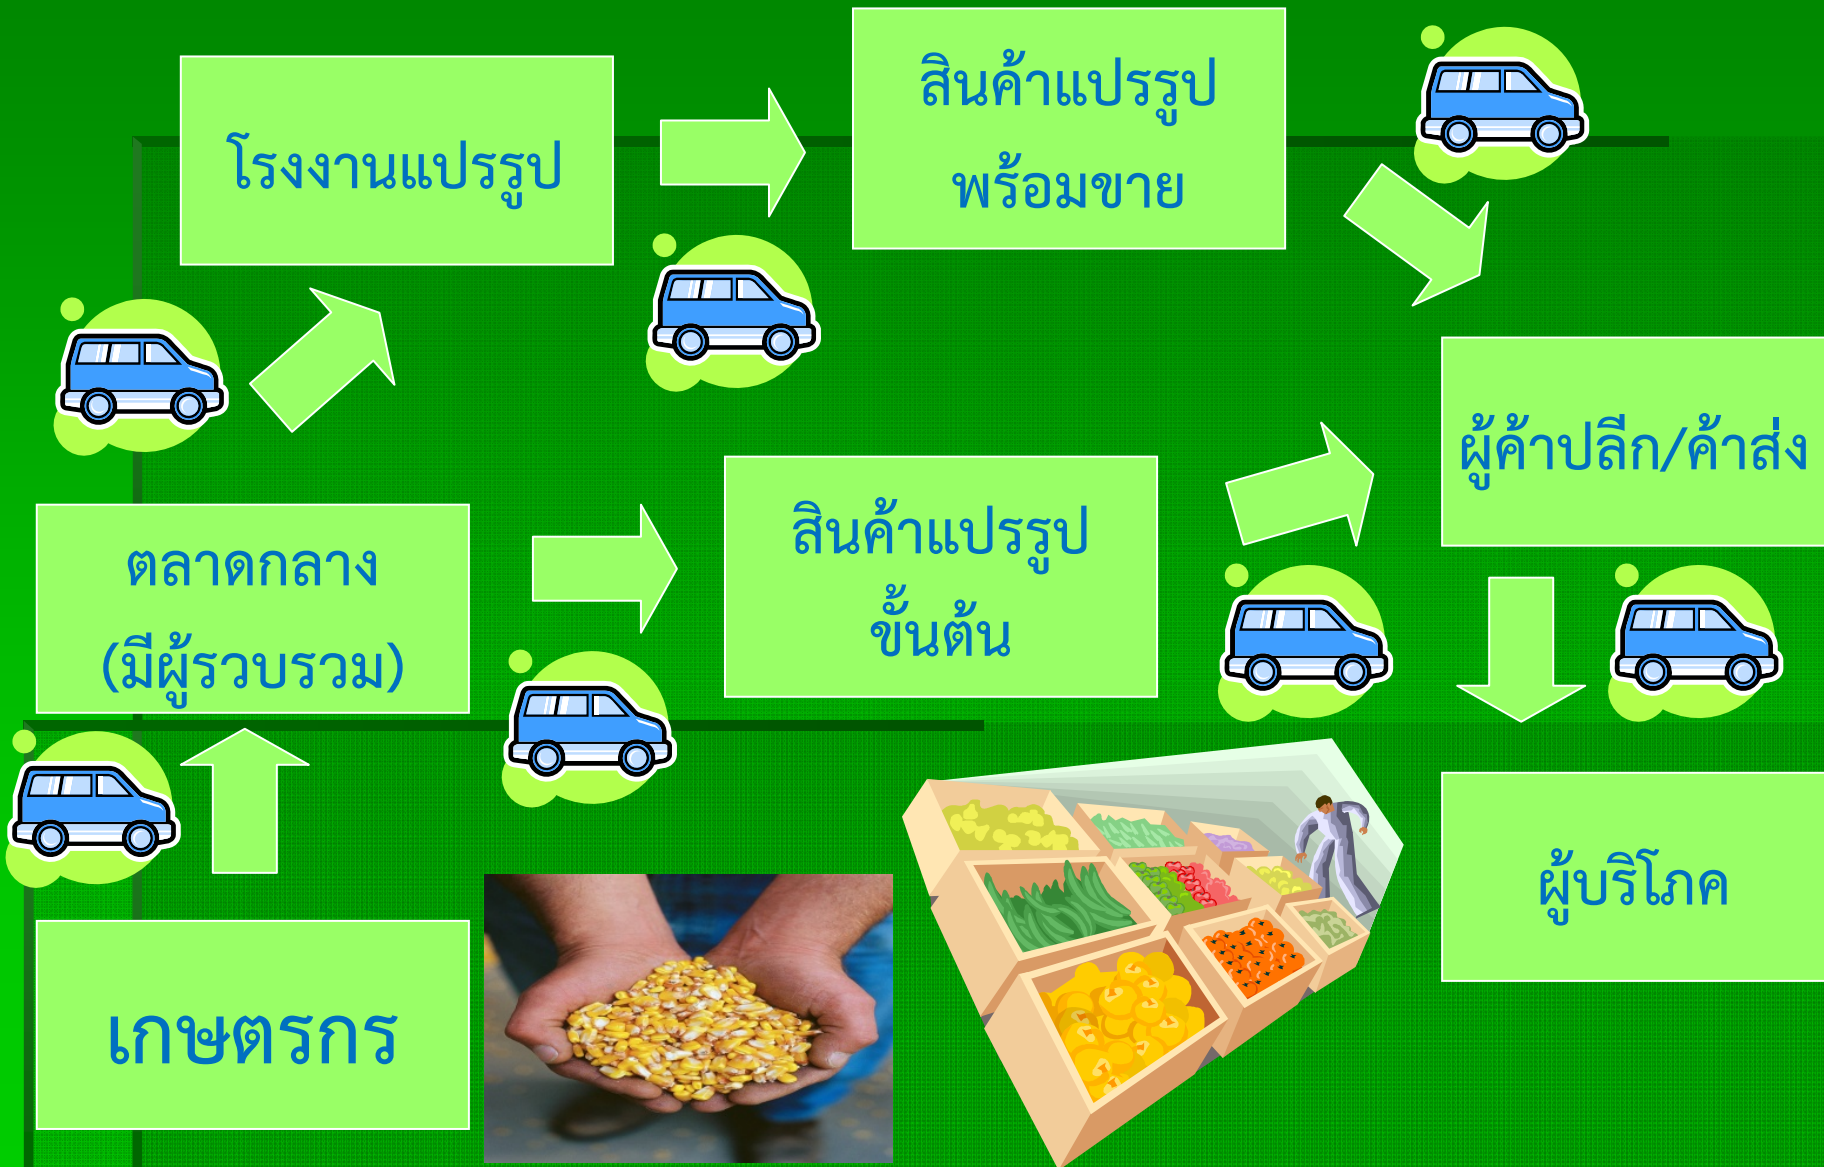 โรงงานแปรรูป
สินค้าแปรรูป
พร้อมขาย
ผู้ค้าปลีก/ค้าส่ง
สินค้าแปรรูป
ขั้นต้น
ตลาดกลาง
(มีผู้รวบรวม)
ผู้บริโภค
เกษตรกร